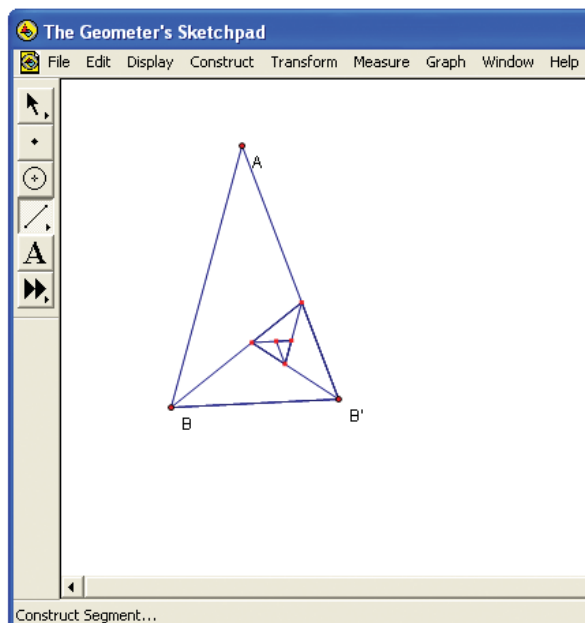 The Geometer's Sketchpad
File Edit Display Construct Transform Measure Graph Window Help
A
A
B
B'
Construct Segment...